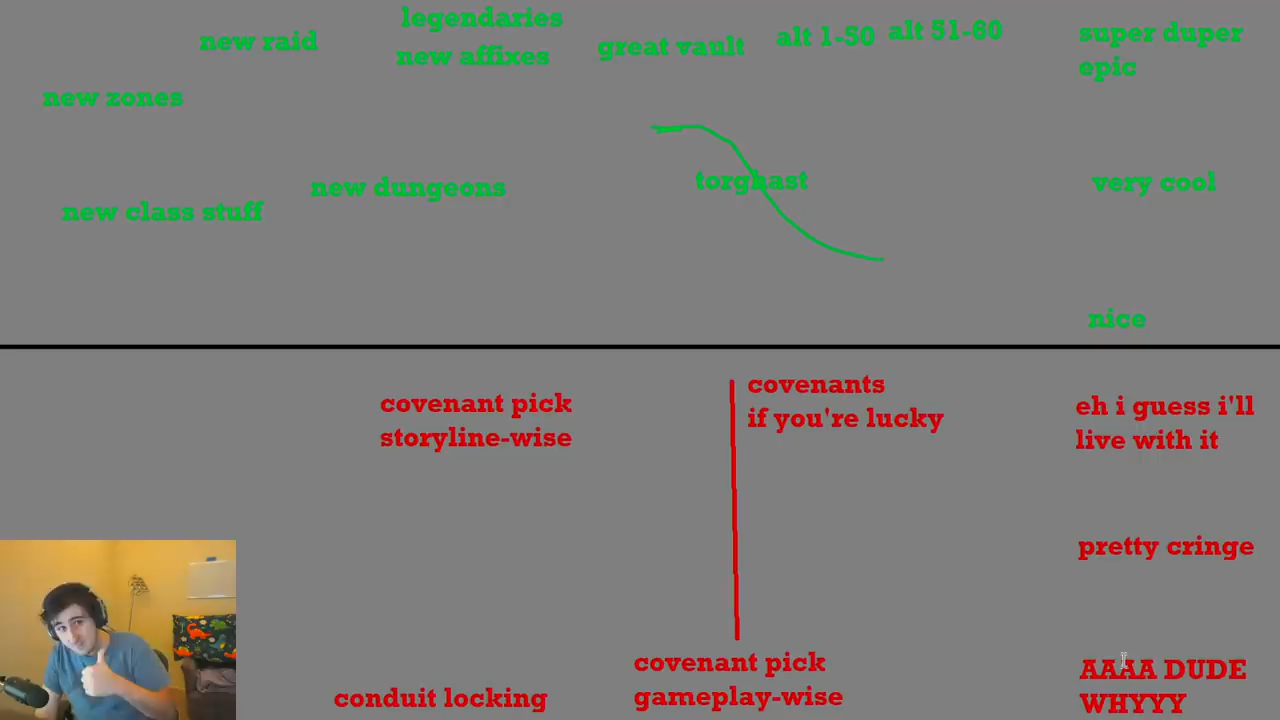 legendaries
new raid
new affixes
great vault
alt 1-50
alt 51-60
super duper
epic
new zones
new class stuff
new dungeons
torghast
very cool
nice
covenant pick
storyline-wise
covenants
if you're lucky
eh i guess i'll
live with it
pretty cringe
conduit locking
covenant pick
gameplay-wise
AAAA DUDE
WHYYY